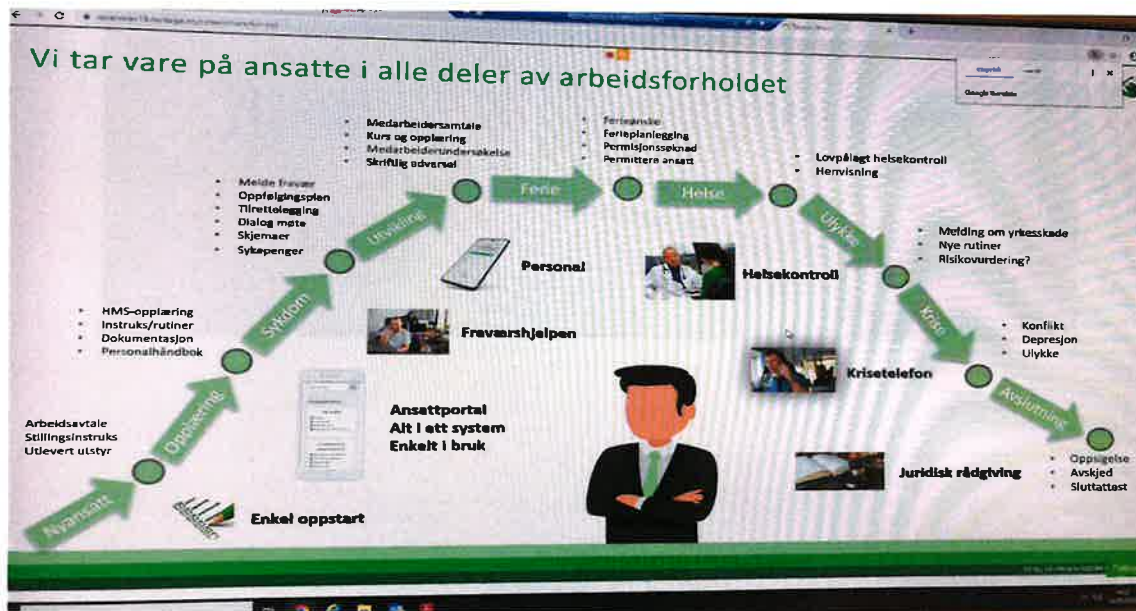 Vi tar vare på ansatte i alle deler av arbeidsforholdet
Medarbeidersamtale
Kurs og opplæring
Medarbeiderundersøkelse
Skriftlig advarsel
Ferieønske
Ferieplanlegging
Permisjonssøknad
Permittere ansatt
Lovpålagt helsekontroll
Henvisning
Melde fravær
Oppfølgingsplan
Tilrettelegging
Dialog møte
Skjemaer
Sykepenger
Melding om yrkesskade
Nye rutiner
Risikovurdering?
HMS-opplæring
Instruks/rutiner
Dokumentasjon
Personalhåndbok
Konflikt
Depresjon
Ulykke
Arbeidsavtale
Stillingsinstruks
Utlevert utstyr
Oppsigelse
Avskjed
Sluttattest
Nyansatt
Opplæring
Sykdom
Utvikling
Ferie
Helse
Ulykke
Krise
Avslutning
Personal
Helsekontroll
Fraværshjelpen
Krisetelefon
Ansattportal
Alt i ett system
Enkelt i bruk
Juridisk rådgiving
Enkel oppstart
Google Translate